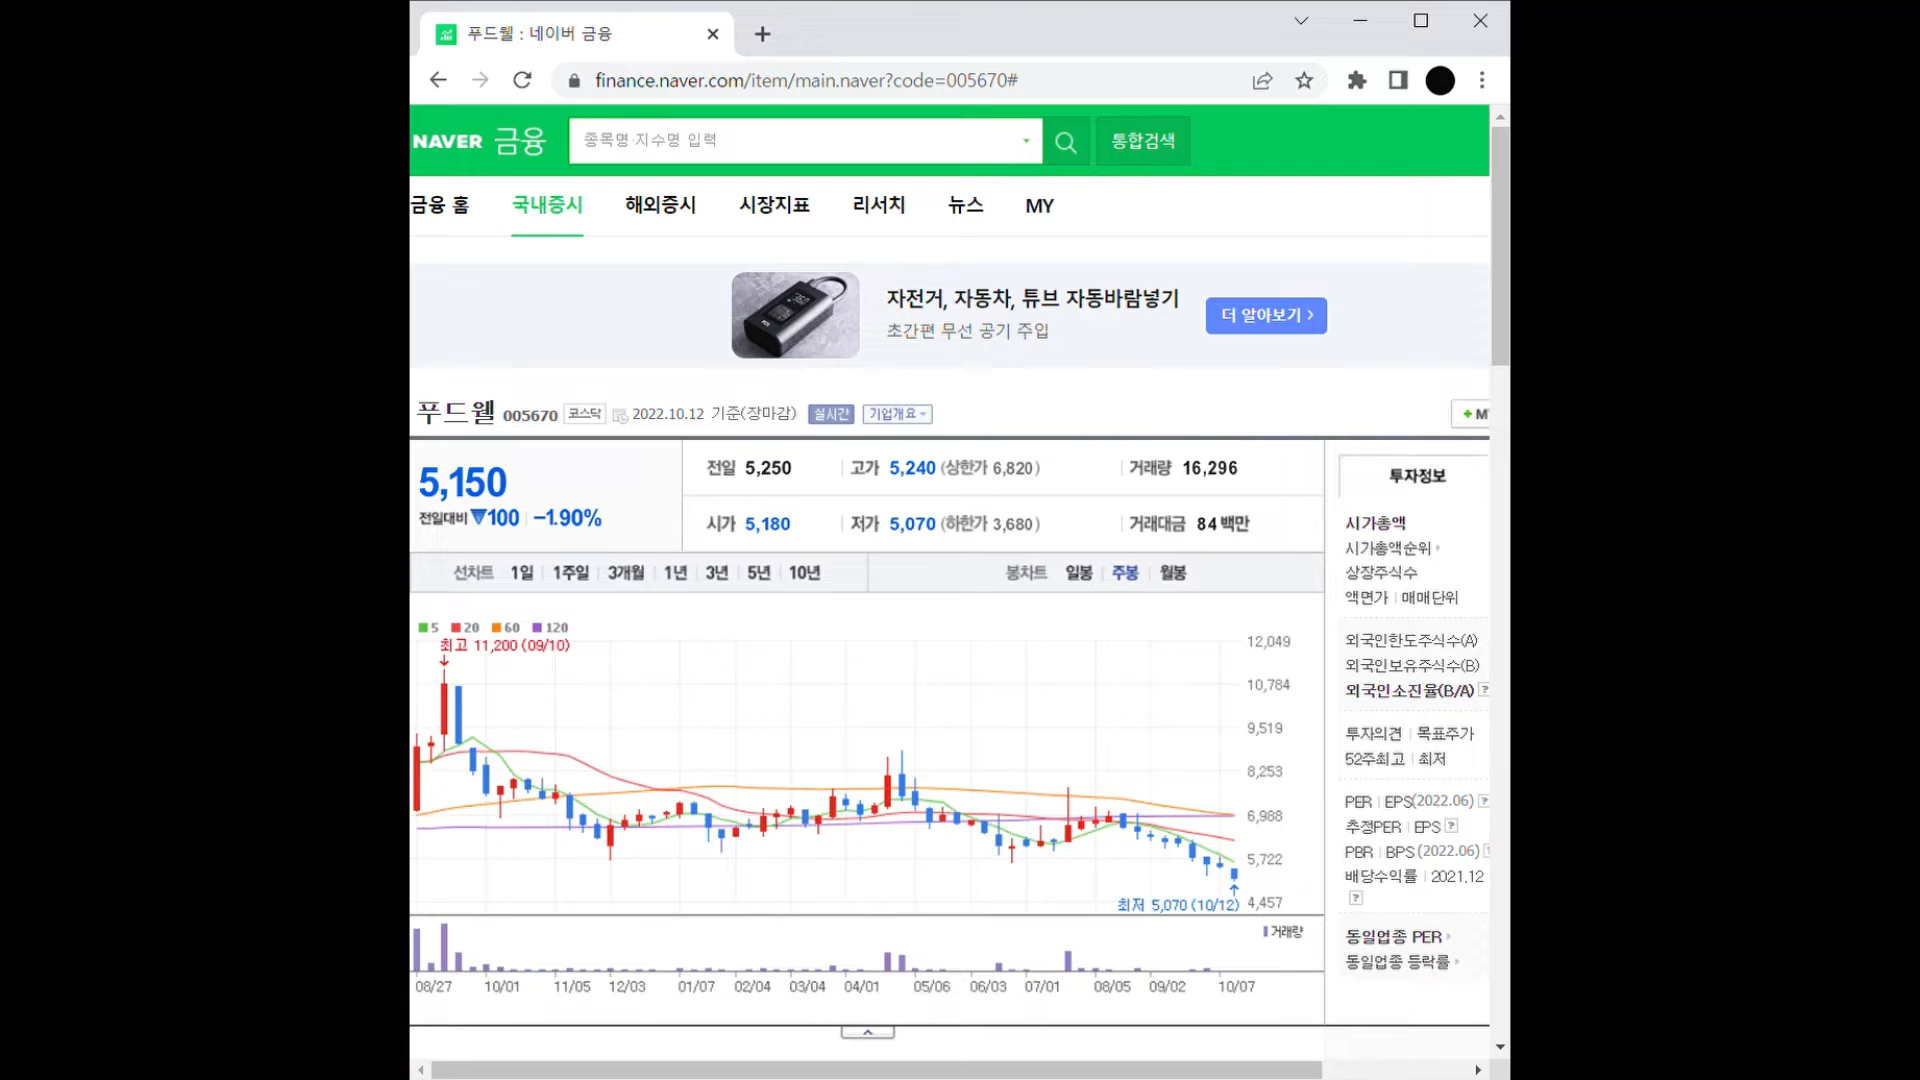 푸드웰 : 네이버 금융
finance.naver.com/item/main.naver?code=005670#
NAVER 금융 종목명·지수명 입력 통합검색
금융 홈 국내증시 해외증시 시장지표 리서치 뉴스 MY
자전거, 자동차, 튜브 자동바람넣기
초간편 무선 공기 주입
더 알아보기 ›
푸드웰 005670 코스닥 2022.10.12 기준(장마감) 실시간 기업개요 + M
5,150
전일대비 ▼100 -1.90%
전일 5,250 고가 5,240 (상한가 6,820) 거래량 16,296
시가 5,180 저가 5,070 (하한가 3,680) 거래대금 84 백만
선차트 1일 1주일 3개월 1년 3년 5년 10년 봉차트 일봉 주봉 월봉
5 20 60 120
최고 11,200 (09/10)
12,049
10,784
9,519
8,253
6,988
5,722
4,457
최저 5,070 (10/12)
거래량
08/27 10/01 11/05 12/03 01/07 02/04 03/04 04/01 05/06 06/03 07/01 08/05 09/02 10/07
투자정보
시가총액
시가총액순위
상장주식수
액면가 | 매매단위
외국인한도주식수(A)
외국인보유주식수(B)
외국인소진율(B/A) ?
투자의견 | 목표주가
52주최고 | 최저
PER | EPS(2022.06) ?
추정PER | EPS ?
PBR | BPS (2022.06) ?
배당수익률 | 2021.12
?
동일업종 PER
동일업종 등락률